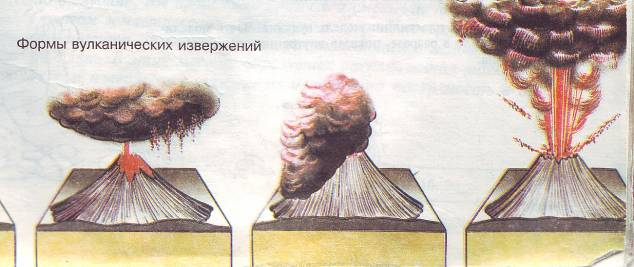 Формы вулканических извержений